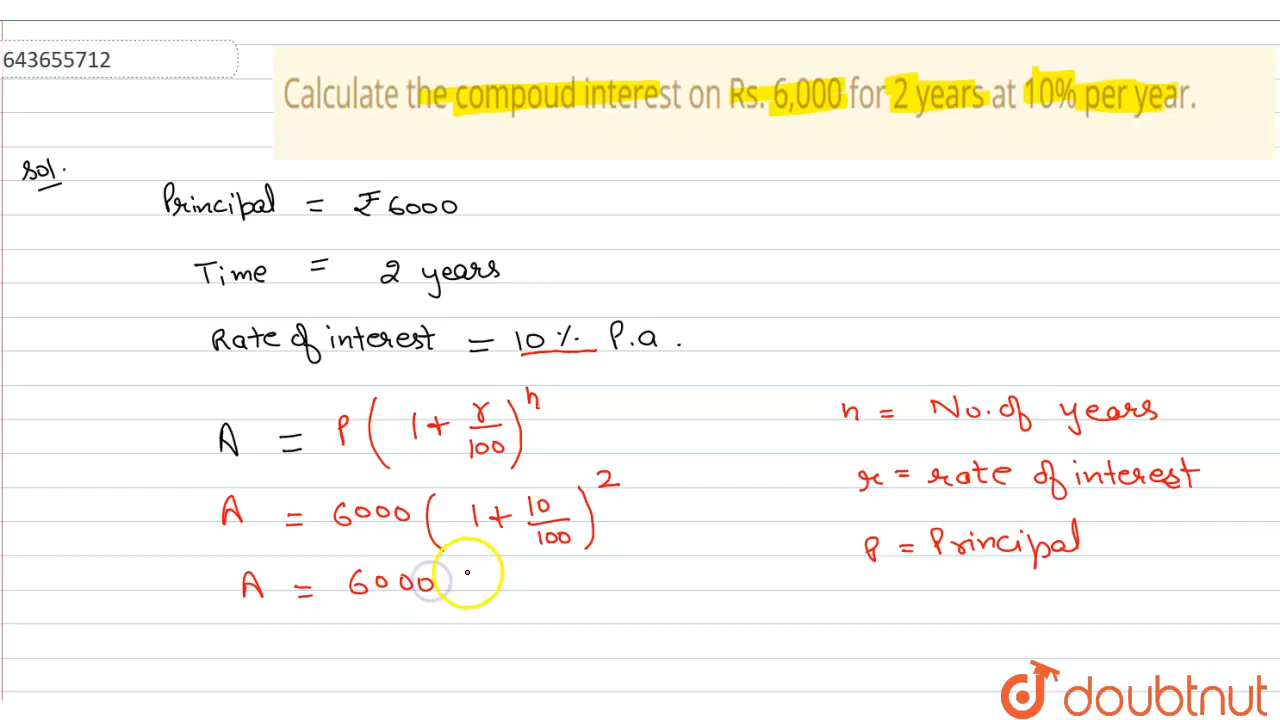 643655712
Calculate the compoud interest on Rs. 6,000 for 2 years at 10% per year.
Sol.
Principal = ₹ 6000
Time = 2 years
Rate of interest = 10% P.a.
A = P(1 + r/100)^n
n = No. of years
A = 6000(1 + 10/100)^2
r = rate of interest
P = Principal
A = 6000
doubtnut